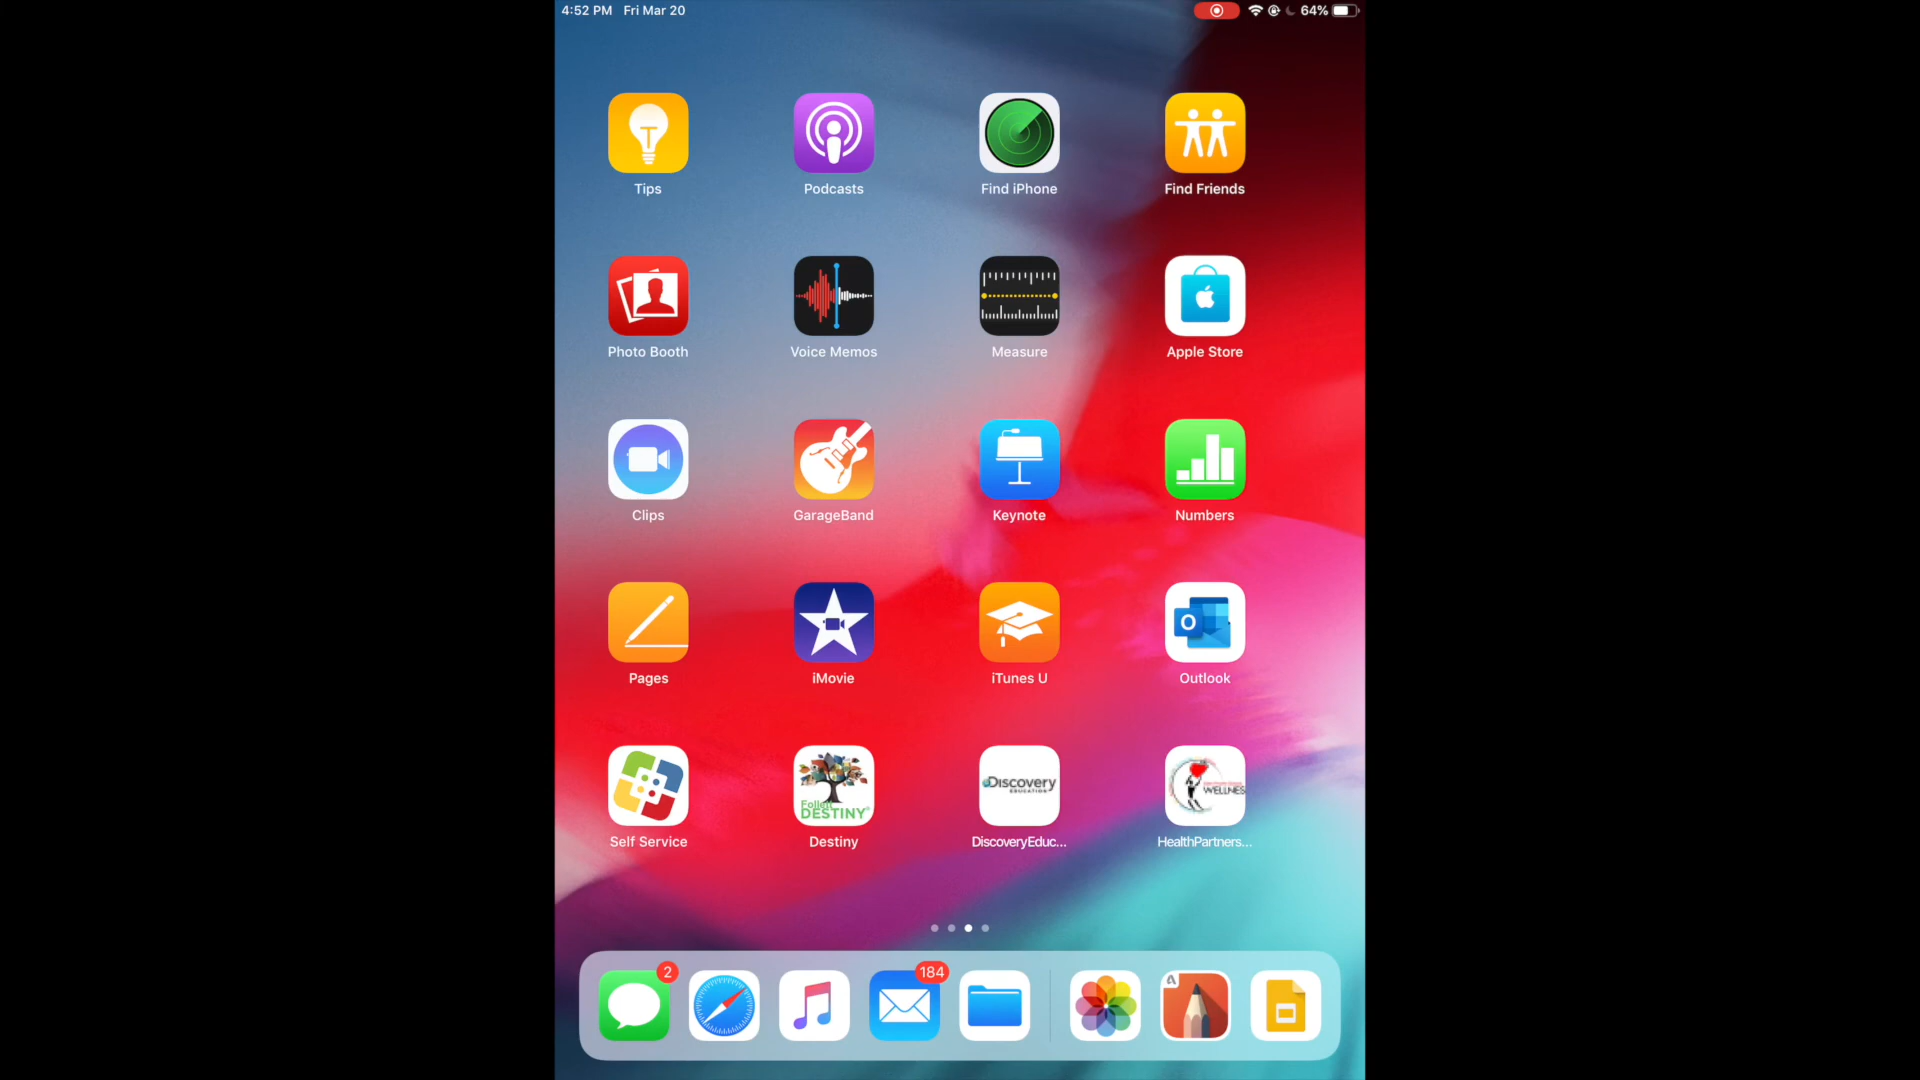 4:52 PM Fri Mar 20 64%
Tips Podcasts Find iPhone Find Friends
Photo Booth Voice Memos Measure Apple Store
Clips GarageBand Keynote Numbers
Pages iMovie iTunes U Outlook
O
Follett
DESTINY
Discovery
EDUCATION
WELLNES
Self Service Destiny DiscoveryEduc... HealthPartners...
2 184
A